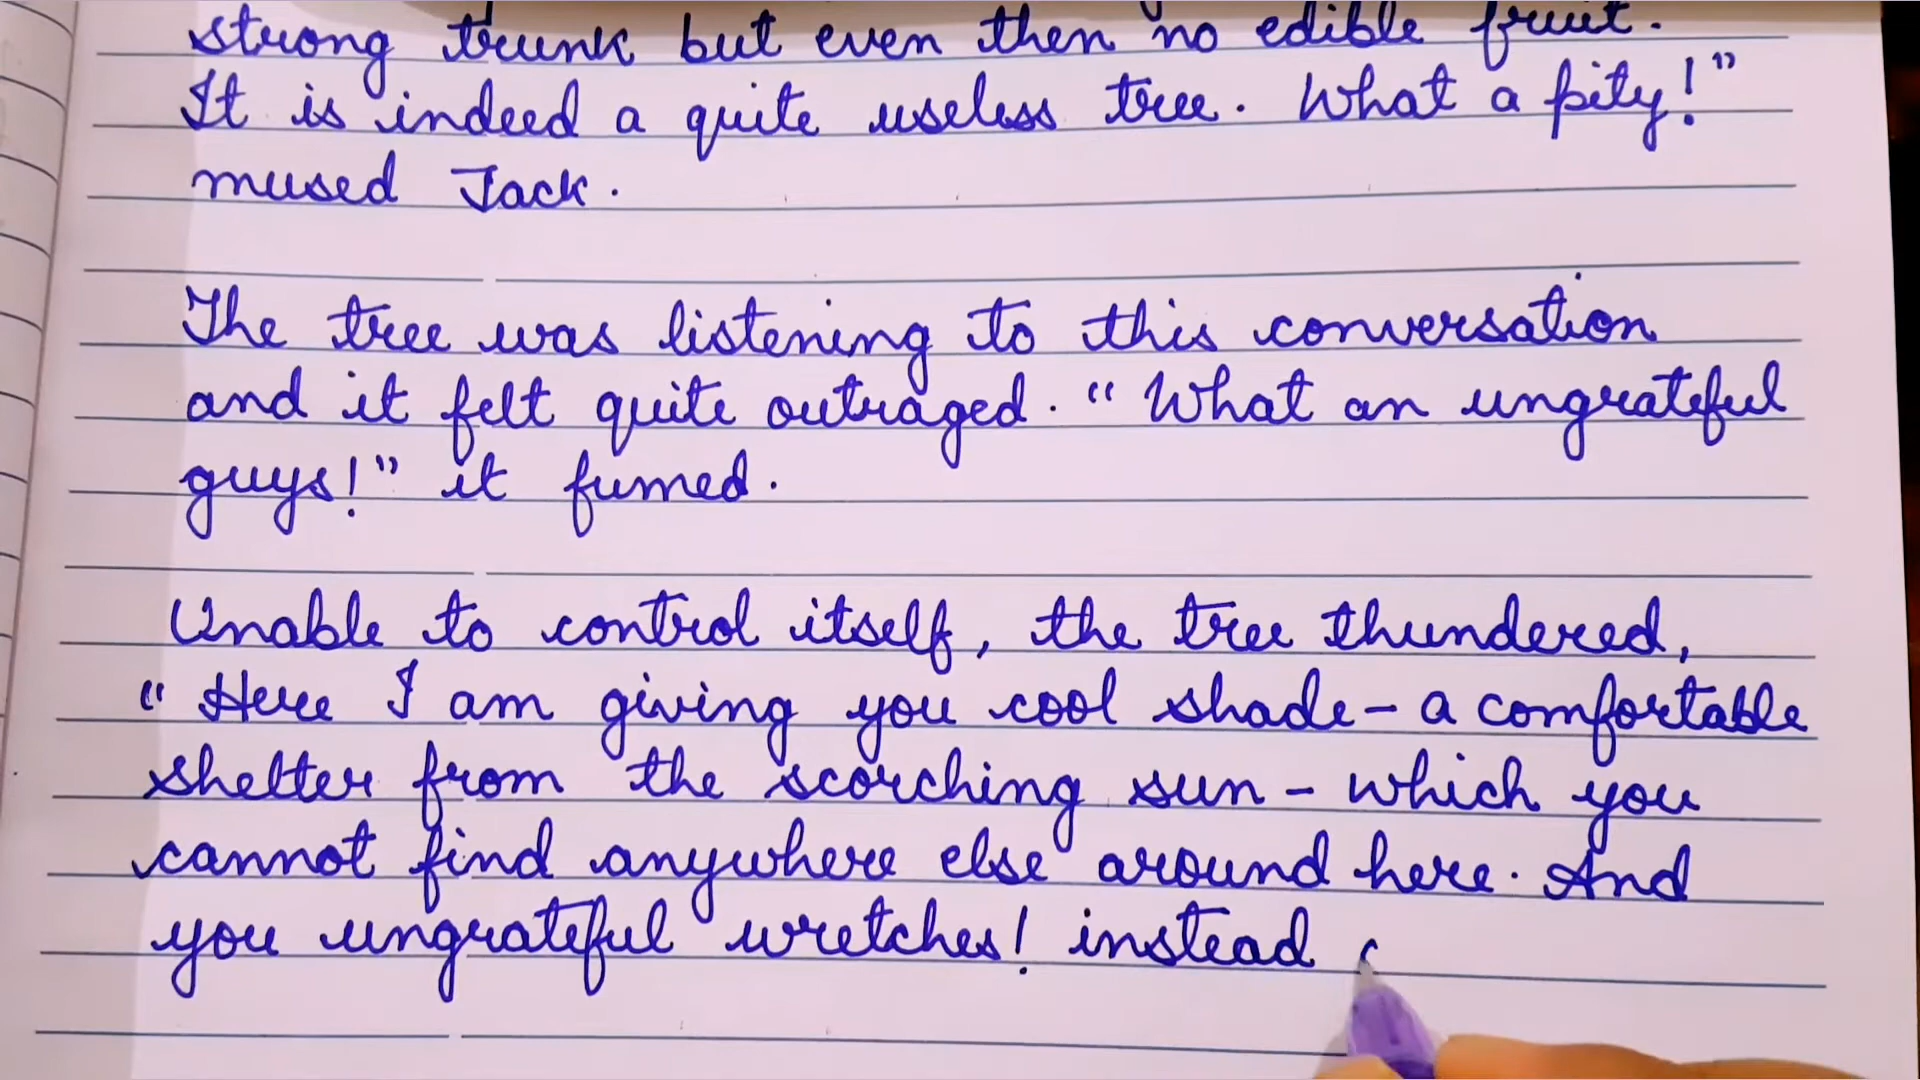 strong trunk but even then no edible fruit.
It is indeed a quite useless tree. What a pity!"
mused Jack.
The tree was listening to this conversation
and it felt quite outraged. "What an ungrateful
guys!" it fumed.
Unable to control itself, the tree thundered,
"Here I am giving you cool shade - a comfortable
shelter from the scorching sun - which you
cannot find anywhere else around here. And
you ungrateful wretches! instead